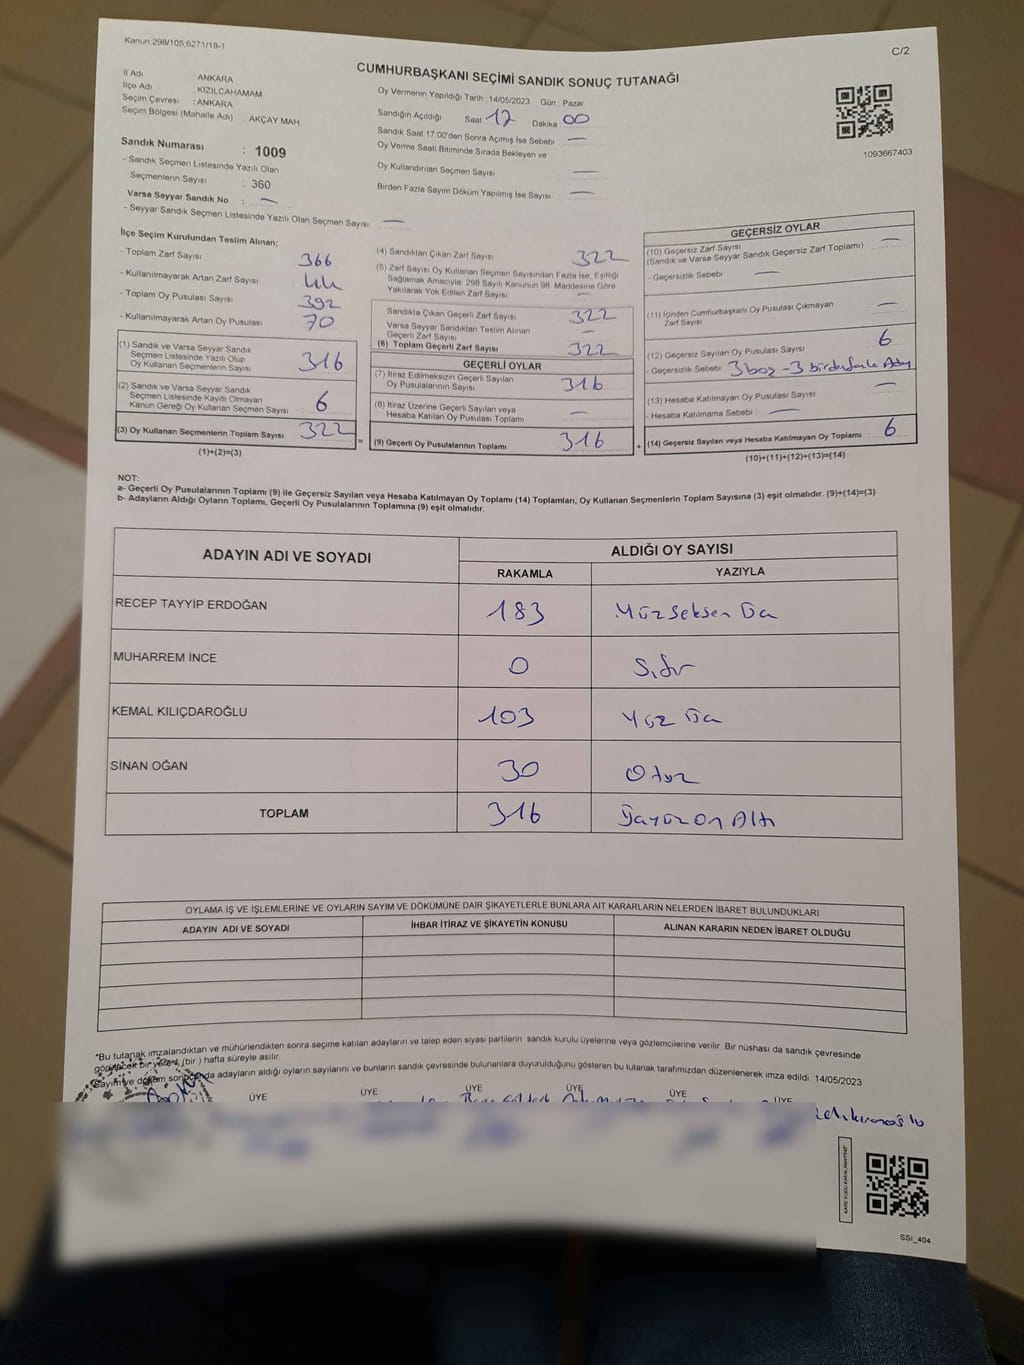 Kanun 298/105;6271/18-1
C/2
CUMHURBAŞKANI SEÇİMİ SANDIK SONUÇ TUTANAĞI
İl Adı : ANKARA
İlçe Adı : KIZILCAHAMAM
Seçim Çevresi : ANKARA
Seçim Bölgesi (Mahalle Adı) : AKÇAY MAH.
Sandık Numarası : 1009
- Sandık Seçmen Listesinde Yazılı Olan
Seçmenlerin Sayısı : 360
Varsa Seyyar Sandık No : —
- Seyyar Sandık Seçmen Listesinde Yazılı Olan Seçmen Sayısı : —
Oy Vermenin Yapıldığı Tarih :14/05/2023 Gün : Pazar
Sandığın Açıldığı Saat 17 Dakika 00
Sandık Saat 17:00'den Sonra Açımış İse Sebebi : —
Oy Verme Saati Bitiminde Sırada Bekleyen ve
Oy Kullandırılan Seçmen Sayısı : —
Birden Fazla Sayım Döküm Yapılmış İse Sayısı : —
1093667403
İlçe Seçim Kurulundan Teslim Alınan;
- Toplam Zarf Sayısı : 366
- Kullanılmayarak Artan Zarf Sayısı : 44
- Toplam Oy Pusulası Sayısı : 392
- Kullanılmayarak Artan Oy Pusulası : 70
(1) Sandık ve Varsa Seyyar Sandık
Seçmen Listesinde Yazılı Olup
Oy Kullanan Seçmen Sayısı : 316
(2) Sandık ve Varsa Seyyar Sandık
Seçmen Listesinde Kayıtlı Olmayan
Kanun Gereği Oy Kullanan Seçmen Sayısı : 6
(3) Oy Kullanan Seçmenlerin Toplam Sayısı : 322
(1)+(2)=(3)
=
(4) Sandıktan Çıkan Zarf Sayısı : 322
(5) Zarf Sayısı Oy Kullanan Seçmen Sayısından Fazla İse, Eşitliği
Sağlamak Amacıyla, 298 Sayılı Kanunun 98. Maddesine Göre
Yakılarak Yok Edilen Zarf Sayısı : —
Sandıkta Çıkan Geçerli Zarf Sayısı : 322
Varsa Seyyar Sandıktan Teslim Alınan
Geçerli Zarf Sayısı : —
(6) Toplam Geçerli Zarf Sayısı : 322
GEÇERLİ OYLAR
(7) İtiraz Edilmeksizin Geçerli Sayılan
Oy Pusulalarının Sayısı : 316
(8) İtiraz Üzerine Geçerli Sayılan veya
Hesaba Katılan Oy Pusulası Toplamı : —
(9) Geçerli Oy Pusulalarının Toplamı : 316
+
GEÇERSİZ OYLAR
(10) Geçersiz Zarf Sayısı : —
(Sandık ve Varsa Seyyar Sandık Geçersiz Zarf Toplamı)
- Geçersizlik Sebebi : —
(11) İçinden Cumhurbaşkanı Oy Pusulası Çıkmayan
Zarf Sayısı : —
(12) Geçersiz Sayılan Oy Pusulası Sayısı : 6
- Geçersizlik Sebebi : 3 boş - 3 birdenfazla Aday
(13) Hesaba Katılmayan Oy Pusulası Sayısı : —
- Hesaba Katılmama Sebebi : —
(14) Geçersiz Sayılan veya Hesaba Katılmayan Oy Toplamı : 6
(10)+(11)+(12)+(13)=(14)
NOT:
a- Geçerli Oy Pusulalarının Toplamı (9) ile Geçersiz Sayılan veya Hesaba Katılmayan Oy Toplamı (14) Toplamları, Oy Kullanan Seçmenlerin Toplam Sayısına (3) eşit olmalıdır. (9)+(14)=(3)
b- Adayların Aldığı Oyların Toplamı, Geçerli Oy Pusulalarının Toplamına (9) eşit olmalıdır.
ADAYIN ADI VE SOYADI
ALDIĞI OY SAYISI
RAKAMLA YAZIYLA
RECEP TAYYİP ERDOĞAN 183 Yüzseksen Üç
MUHARREM İNCE 0 Sıfır
KEMAL KILIÇDAROĞLU 103 Yüz Üç
SİNAN OĞAN 30 Otuz
TOPLAM 316 Üçyüz on Altı
OYLAMA İŞ VE İŞLEMLERİNE VE OYLARIN SAYIM VE DÖKÜMÜNE DAİR ŞİKAYETLERLE BUNLARA AİT KARARLARIN NELERDEN İBARET BULUNDUKLARI
ADAYIN ADI VE SOYADI İHBAR İTİRAZ VE ŞİKAYETİN KONUSU ALINAN KARARIN NEDEN İBARET OLDUĞU
*Bu tutanak imzalandıktan ve mühürlendikten sonra seçime katılan adayların ve talep eden siyasi partilerin sandık kurulu üyelerine veya gözlemcilerine verilir. Bir nüshası da sandık çevresinde
görülecek bir yere 1 (bir ) hafta süreyle asılır.
Sayım ve döküm sonucunda adayların aldığı oyların sayılarını ve bunların sandık çevresinde bulunanlara duyurulduğunu gösteren bu tutanak tarafımızdan düzenlenerek imza edildi. 14/05/2023
ÜYE ÜYE ÜYE ÜYE ÜYE ÜYE
KARE KODU KAPALAMAYINIZ
SSI_404